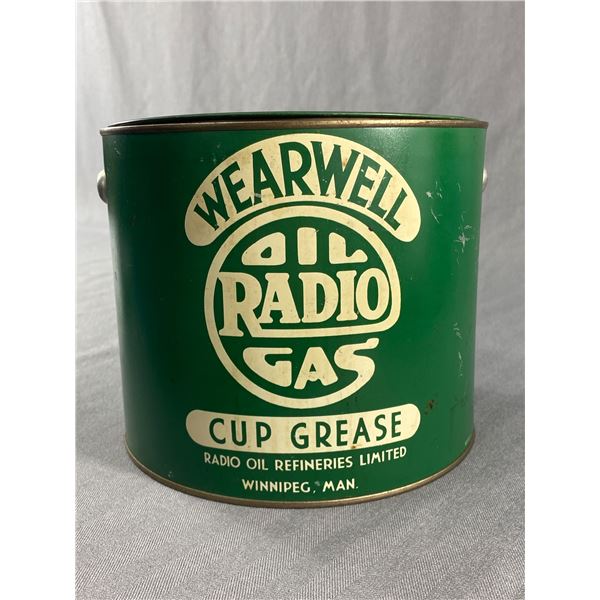 WEARWELL
OIL
RADIO
GAS
CUP GREASE
RADIO OIL REFINERIES LIMITED
WINNIPEG, MAN.